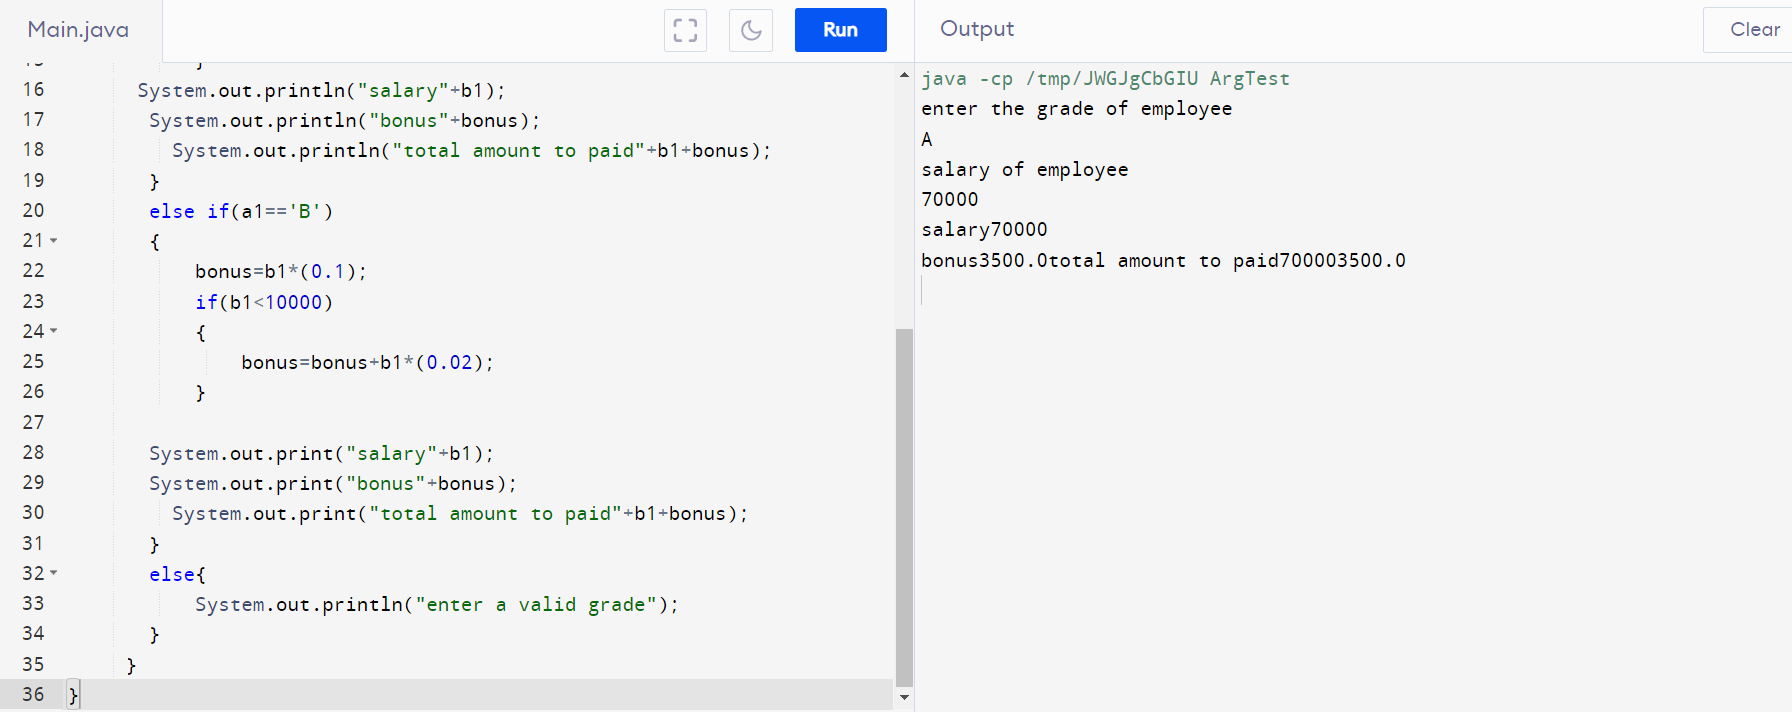 Main.java
Run
Output
Clear
16 System.out.println("salary"+b1);
17 System.out.println("bonus"+bonus);
18 System.out.println("total amount to paid"+b1+bonus);
19 }
20 else if(a1=='B')
21 {
22 bonus=b1*(0.1);
23 if(b1<10000)
24 {
25 bonus=bonus+b1*(0.02);
26 }
27
28 System.out.print("salary"+b1);
29 System.out.print("bonus"+bonus);
30 System.out.print("total amount to paid"+b1+bonus);
31 }
32 else{
33 System.out.println("enter a valid grade");
34 }
35 }
36 }
java -cp /tmp/JWGJgCbGIU ArgTest
enter the grade of employee
A
salary of employee
70000
salary70000
bonus3500.0total amount to paid700003500.0